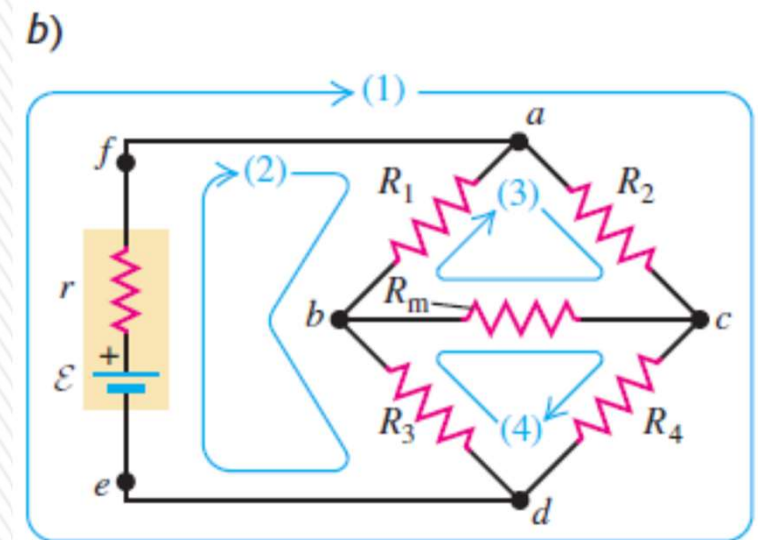 b)
(1)
a
f
(2)
R1
(3)
R2
r
Rm
b
c
+
ℰ
R3
(4)
R4
e
d